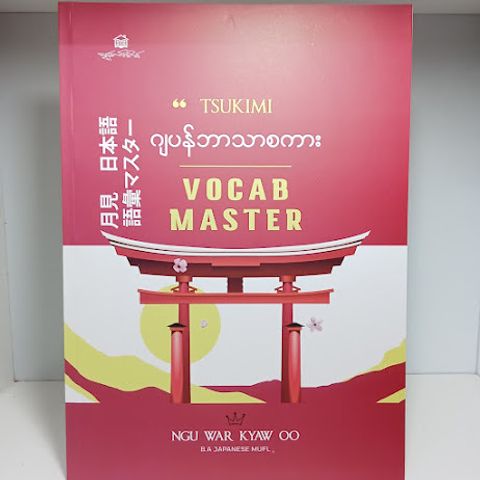 “ TSUKIMI
ဂျပန်ဘာသာစကား
VOCAB
MASTER
月見 日本語
語彙マスター
NGU WAR KYAW OO
B.A JAPANESE MUFL